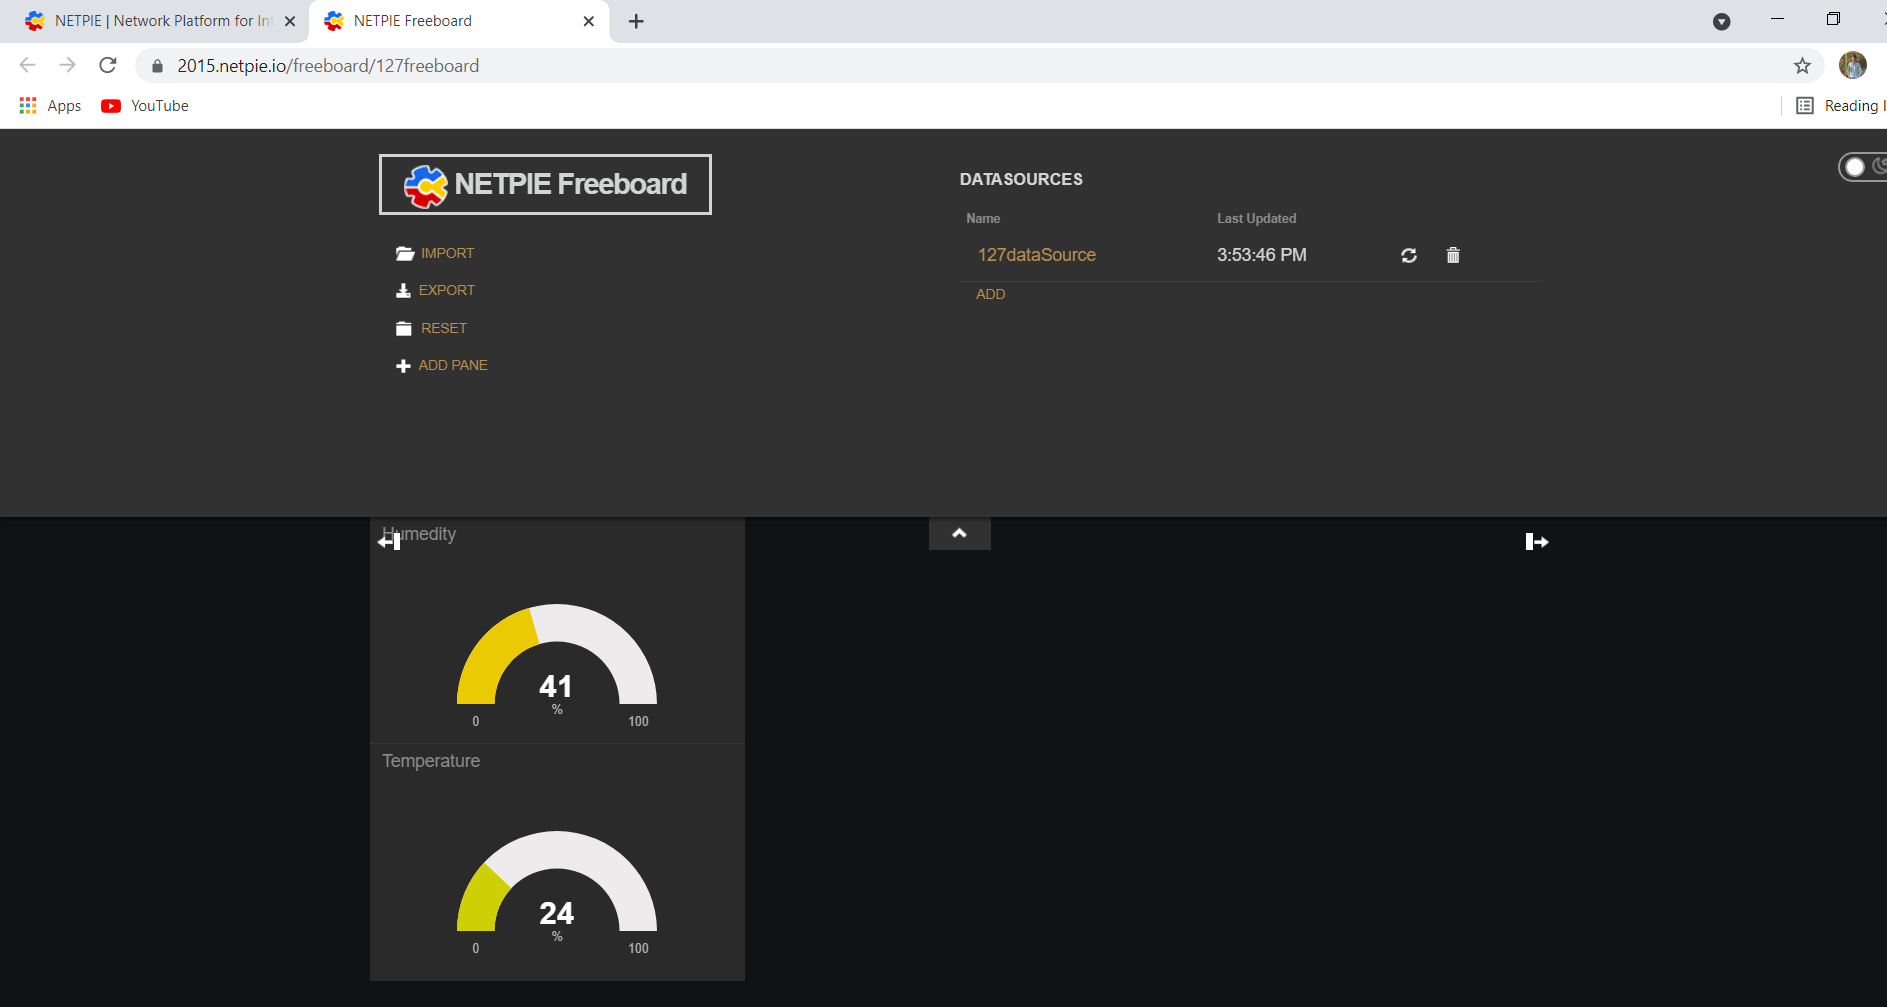 NETPIE | Network Platform for Int
NETPIE Freeboard
2015.netpie.io/freeboard/127freeboard
Apps
YouTube
Reading l
NETPIE Freeboard
IMPORT
EXPORT
RESET
ADD PANE
DATASOURCES
Name Last Updated
127dataSource 3:53:46 PM
ADD
Humedity
41
%
0 100
Temperature
24
%
0 100